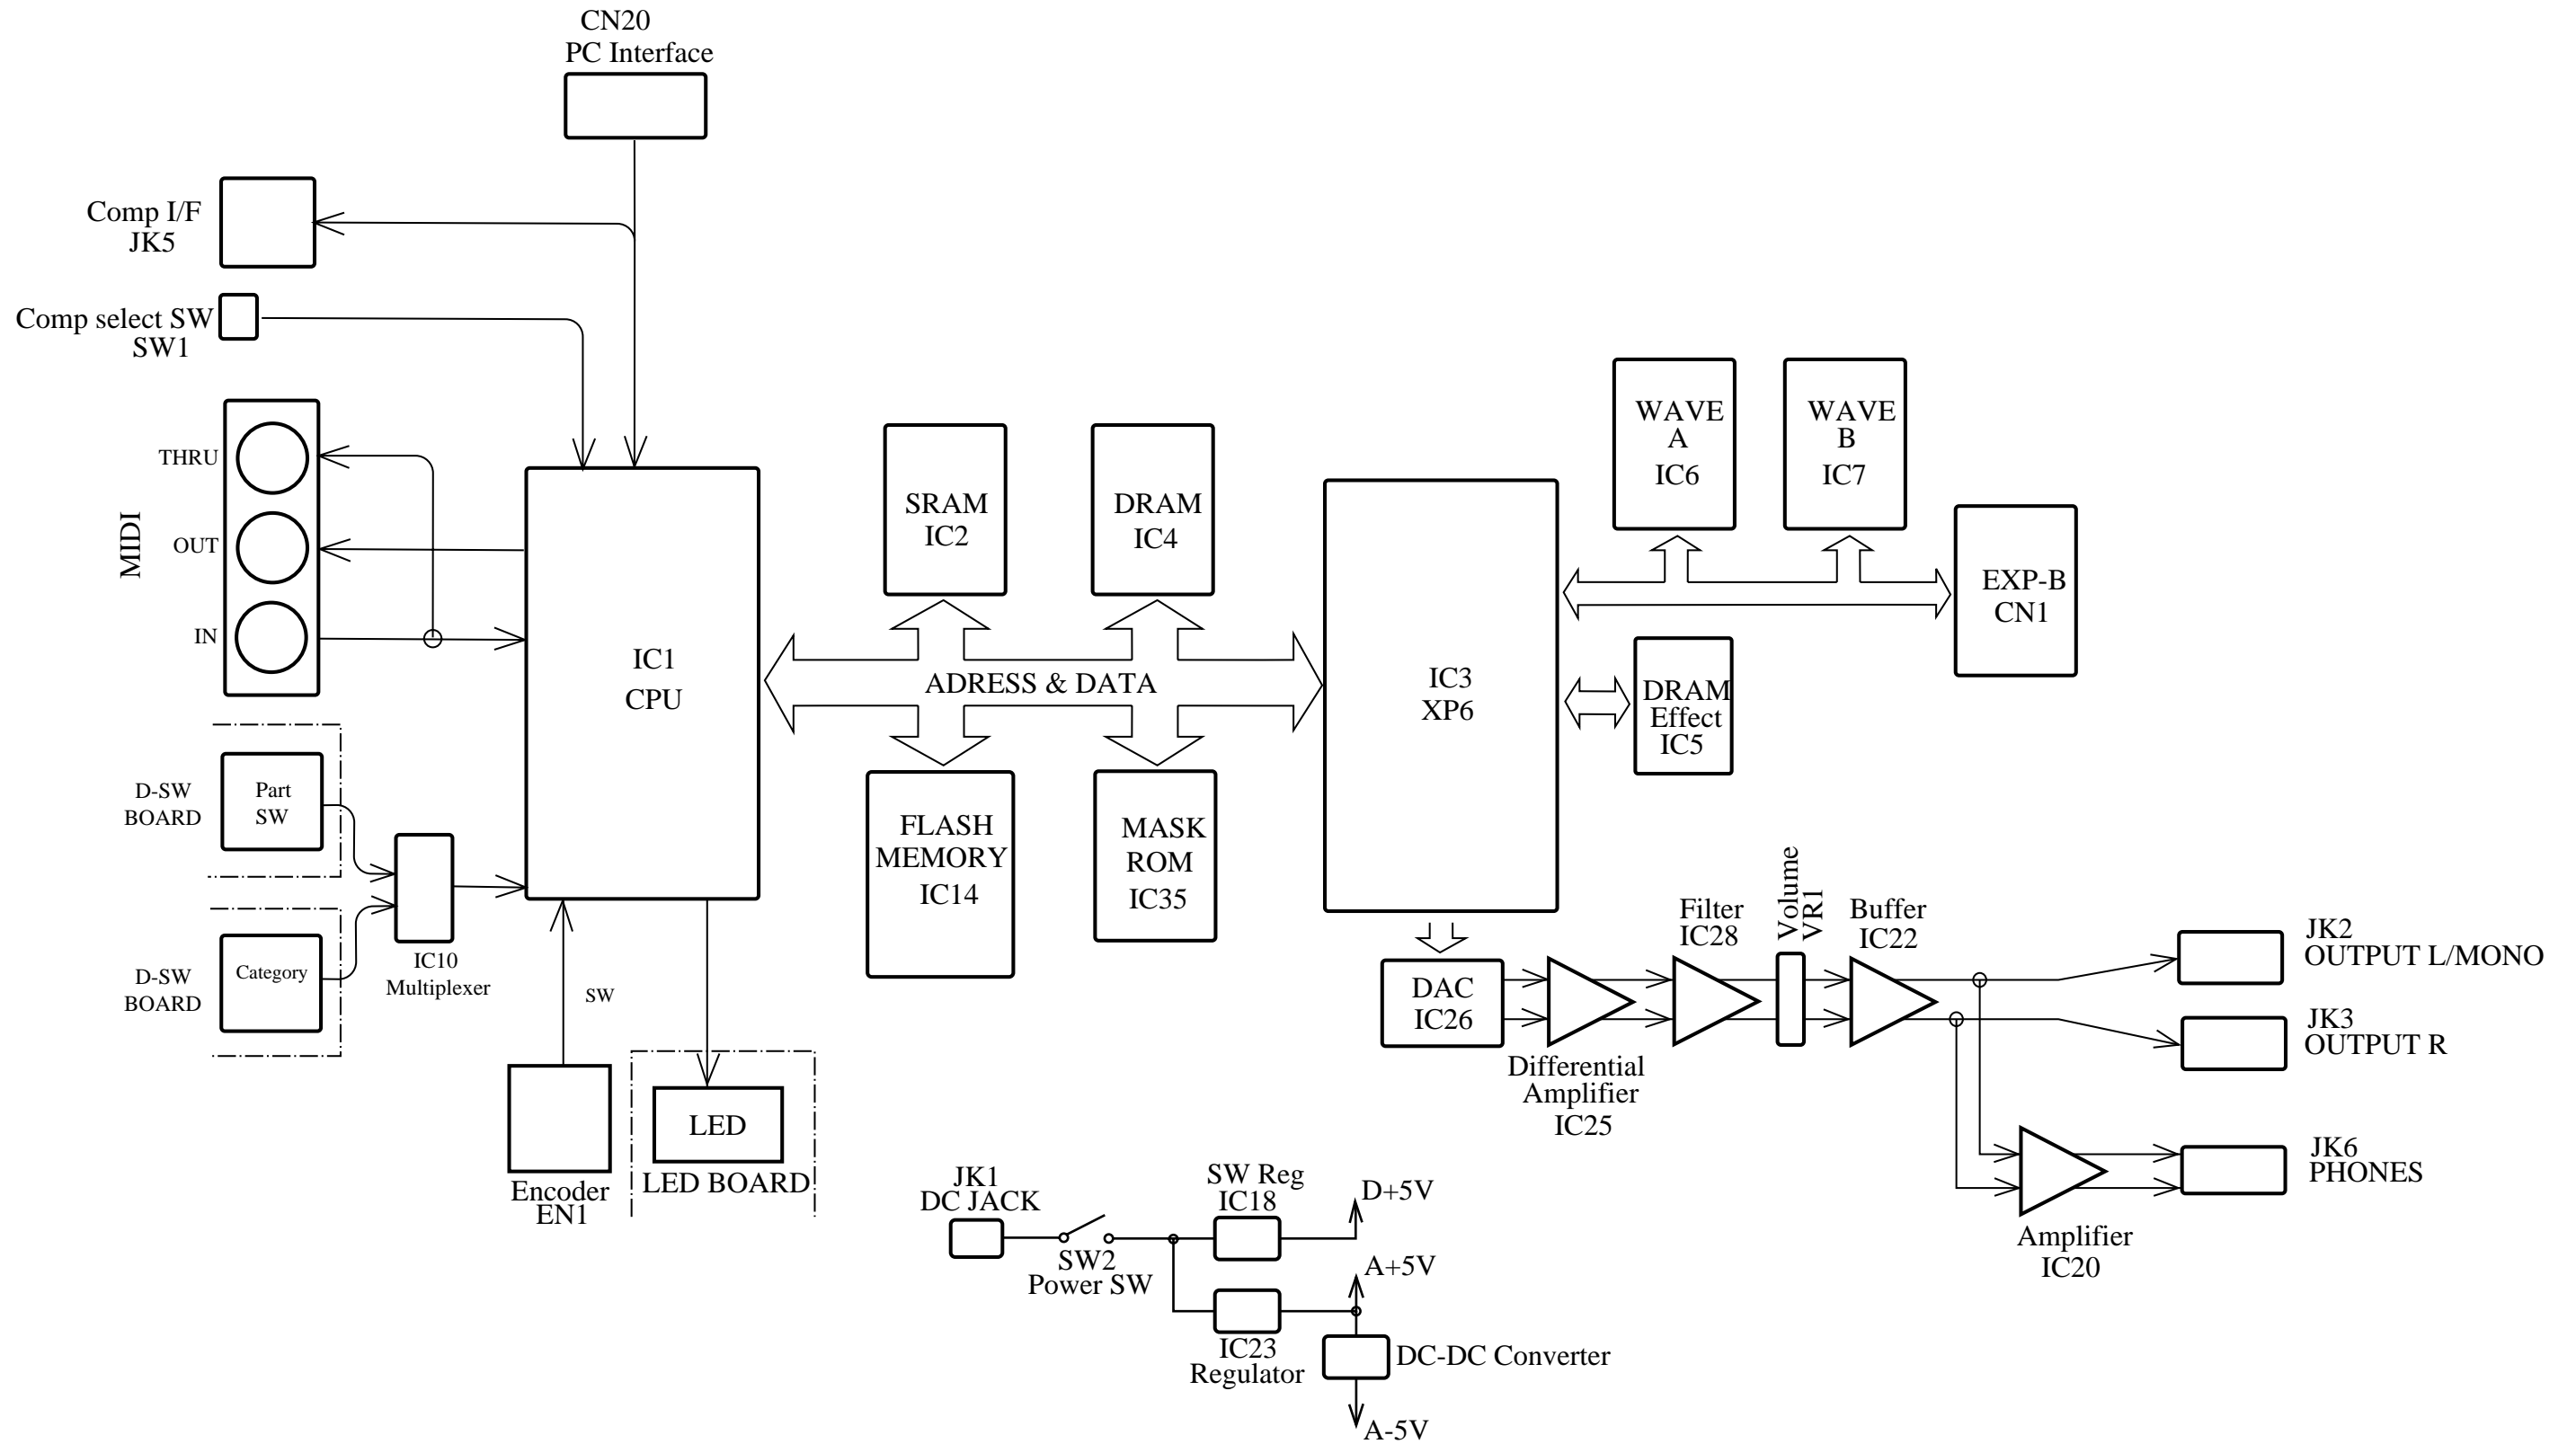 CN20
PC Interface
Comp I/F
JK5
Comp select SW
SW1
MIDI
THRU
OUT
IN
IC1
CPU
SRAM
IC2
DRAM
IC4
ADRESS & DATA
FLASH
MEMORY
IC14
MASK
ROM
IC35
IC3
XP6
WAVE
A
IC6
WAVE
B
IC7
EXP-B
CN1
DRAM
Effect
IC5
D-SW
BOARD
Part
SW
D-SW
BOARD
Category
IC10
Multiplexer
SW
Encoder
EN1
LED
LED BOARD
DAC
IC26
Differential
Amplifier
IC25
Filter
IC28
Volume
VR1
Buffer
IC22
JK2
OUTPUT L/MONO
JK3
OUTPUT R
JK6
PHONES
Amplifier
IC20
JK1
DC JACK
SW2
Power SW
SW Reg
IC18
D+5V
A+5V
IC23
Regulator
DC-DC Converter
A-5V